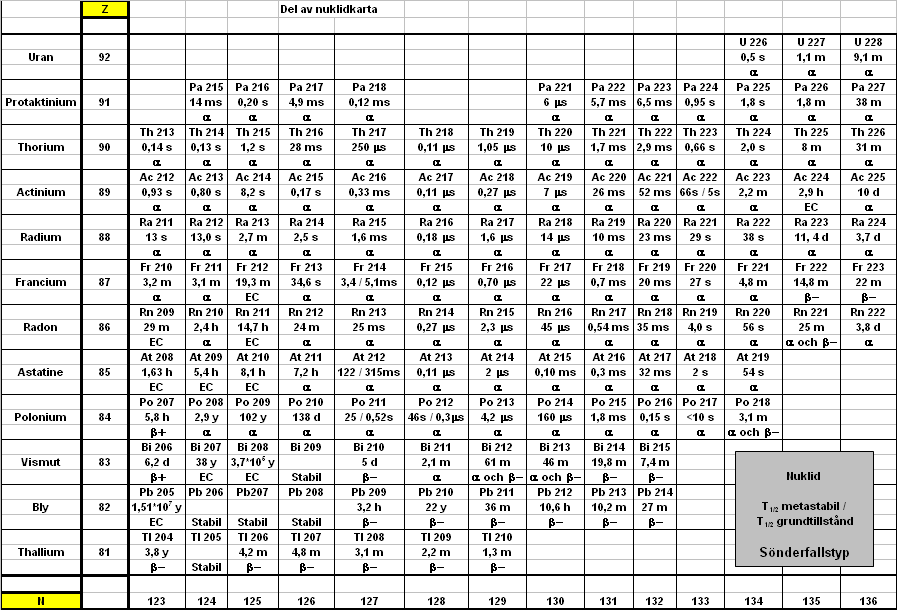 Z Del av nuklidkarta
U 226 U 227 U 228
Uran 92 0,5 s 1,1 m 9,1 m
α α α
Pa 215 Pa 216 Pa 217 Pa 218 Pa 221 Pa 222 Pa 223 Pa 224 Pa 225 Pa 226 Pa 227
Protaktinium 91 14 ms 0,20 s 4,9 ms 0,12 ms 6 µs 5,7 ms 6,5 ms 0,95 s 1,8 s 1,8 m 38 m
α α α α α α α α α α α
Th 213 Th 214 Th 215 Th 216 Th 217 Th 218 Th 219 Th 220 Th 221 Th 222 Th 223 Th 224 Th 225 Th 226
Thorium 90 0,14 s 0,13 s 1,2 s 28 ms 250 µs 0,11 µs 1,05 µs 10 µs 1,7 ms 2,9 ms 0,66 s 2,0 s 8 m 31 m
α α α α α α α α α α α α α α
Ac 212 Ac 213 Ac 214 Ac 215 Ac 216 Ac 217 Ac 218 Ac 219 Ac 220 Ac 221 Ac 222 Ac 223 Ac 224 Ac 225
Actinium 89 0,93 s 0,80 s 8,2 s 0,17 s 0,33 ms 0,11 µs 0,27 µs 7 µs 26 ms 52 ms 66s / 5s 2,2 m 2,9 h 10 d
α α α α α α α α α α α α EC α
Ra 211 Ra 212 Ra 213 Ra 214 Ra 215 Ra 216 Ra 217 Ra 218 Ra 219 Ra 220 Ra 221 Ra 222 Ra 223 Ra 224
Radium 88 13 s 13,0 s 2,7 m 2,5 s 1,6 ms 0,18 µs 1,6 µs 14 µs 10 ms 23 ms 29 s 38 s 11, 4 d 3,7 d
α α α α α α α α α α α α α α
Fr 210 Fr 211 Fr 212 Fr 213 Fr 214 Fr 215 Fr 216 Fr 217 Fr 218 Fr 219 Fr 220 Fr 221 Fr 222 Fr 223
Francium 87 3,2 m 3,1 m 19,3 m 34,6 s 3,4 / 5,1ms 0,12 µs 0,70 µs 22 µs 0,7 ms 20 ms 27 s 4,8 m 14,8 m 22 m
α α EC α α α α α α α α α β− β−
Rn 209 Rn 210 Rn 211 Rn 212 Rn 213 Rn 214 Rn 215 Rn 216 Rn 217 Rn 218 Rn 219 Rn 220 Rn 221 Rn 222
Radon 86 29 m 2,4 h 14,7 h 24 m 25 ms 0,27 µs 2,3 µs 45 µs 0,54 ms 35 ms 4,0 s 56 s 25 m 3,8 d
EC α EC α α α α α α α α α α och β− α
At 208 At 209 At 210 At 211 At 212 At 213 At 214 At 215 At 216 At 217 At 218 At 219
Astatine 85 1,63 h 5,4 h 8,1 h 7,2 h 122 / 315ms 0,11 µs 2 µs 0,10 ms 0,3 ms 32 ms 2 s 54 s
EC EC EC α α α α α α α α α
Po 207 Po 208 Po 209 Po 210 Po 211 Po 212 Po 213 Po 214 Po 215 Po 216 Po 217 Po 218
Polonium 84 5,8 h 2,9 y 102 y 138 d 25 / 0,52s 46s / 0,3µs 4,2 µs 160 µs 1,8 ms 0,15 s <10 s 3,1 m
β+ α α α α α α α α α α α och β−
Bi 206 Bi 207 Bi 208 Bi 209 Bi 210 Bi 211 Bi 212 Bi 213 Bi 214 Bi 215
Vismut 83 6,2 d 38 y 3,7*10⁵ y 5 d 2,1 m 61 m 46 m 19,8 m 7,4 m
β+ EC EC Stabil β− α α och β− α och β− β− β−
Pb 205 Pb 206 Pb207 Pb 208 Pb 209 Pb 210 Pb 211 Pb 212 Pb 213 Pb 214
Bly 82 1,51*10⁷ y 3,2 h 22 y 36 m 10,6 h 10,2 m 27 m
EC Stabil Stabil Stabil β− β− β− β− β− β−
Tl 204 Tl 205 Tl 206 Tl 207 Tl 208 Tl 209 Tl 210
Thallium 81 3,8 y 4,2 m 4,8 m 3,1 m 2,2 m 1,3 m
β− Stabil β− β− β− β− β−
N 123 124 125 126 127 128 129 130 131 132 133 134 135 136
Nuklid
T1/2 metastabil /
T1/2 grundtillstånd
Sönderfallstyp